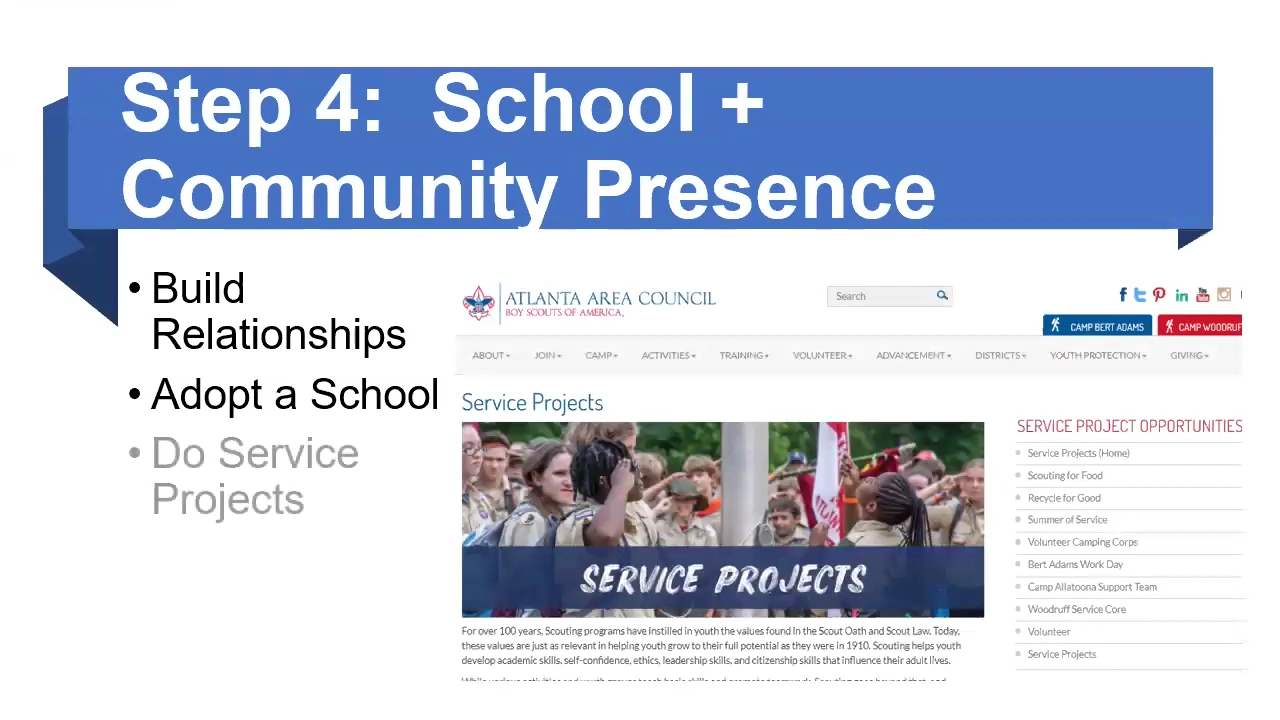 Step 4: School +
Community Presence
• Build
Relationships
• Adopt a School
• Do Service
Projects
ATLANTA AREA COUNCIL
BOY SCOUTS OF AMERICA
Search
CAMP BERT ADAMS
CAMP WOODRUF
ABOUT
JOIN
CAMP
ACTIVITIES
TRAINING
VOLUNTEER
ADVANCEMENT
DISTRICTS
YOUTH PROTECTION
GIVING
Service Projects
SERVICE PROJECTS
For over 100 years, Scouting programs have instilled in youth the values found in the Scout Oath and Scout Law. Today,
these values are just as relevant in helping youth grow to their full potential as they were in 1910. Scouting helps youth
develop academic skills, self-confidence, ethics, leadership skills, and citizenship skills that influence their adult lives.
SERVICE PROJECT OPPORTUNITIES
Service Projects (Home)
Scouting for Food
Recycle for Good
Summer of Service
Volunteer Camping Corps
Bert Adams Work Day
Camp Allatoona Support Team
Woodruff Service Core
Volunteer
Service Projects